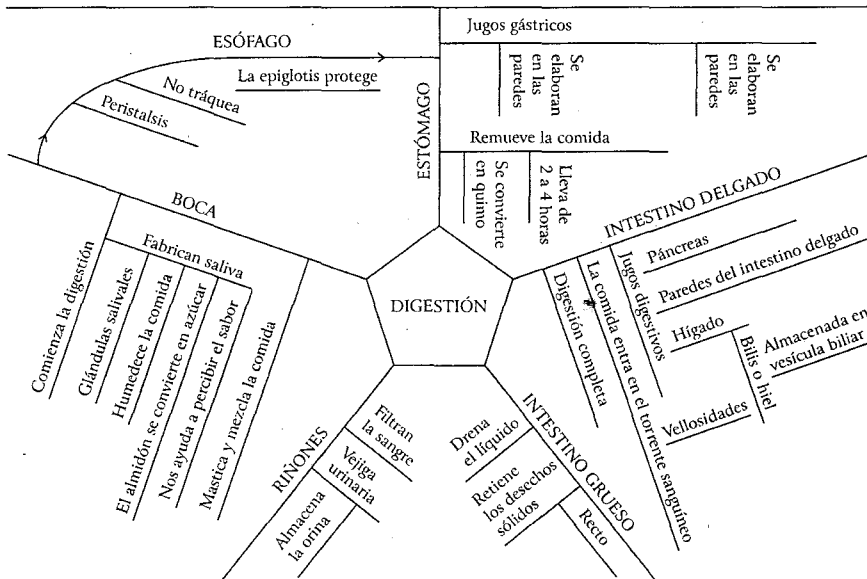 ESÓFAGO
La epiglotis protege
No tráquea
Peristalsis
ESTÓMAGO
Jugos gástricos
Se
elaboran
en las
paredes
Se
elaboran
en las
paredes
Remueve la comida
Se convierte
en quimo
Lleva de
2 a 4 horas
BOCA
Comienza la digestión
Fabrican saliva
Glándulas salivales
Humedece la comida
El almidón se convierte en azúcar
Nos ayuda a percibir el sabor
Mastica y mezcla la comida
DIGESTIÓN
INTESTINO DELGADO
Jugos digestivos
Páncreas
Paredes del intestino delgado
Hígado
Bilis o hiel
Almacenada en
vesícula biliar
La comida entra en el torrente sanguíneo
Vellosidades
Digestión completa
RIÑONES
Filtran
la sangre
Vejiga
urinaria
Almacena
la orina
INTESTINO GRUESO
Drena
el líquido
Retiene
los desechos
sólidos
Recto